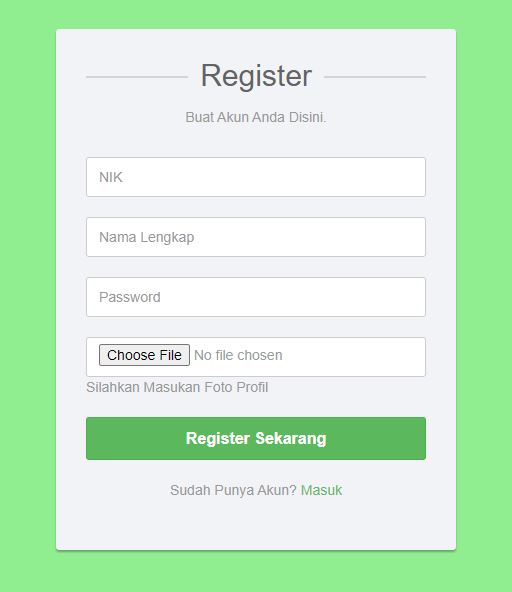 Register
Buat Akun Anda Disini.
NIK
Nama Lengkap
Password
Choose File No file chosen
Silahkan Masukan Foto Profil
Register Sekarang
Sudah Punya Akun? Masuk